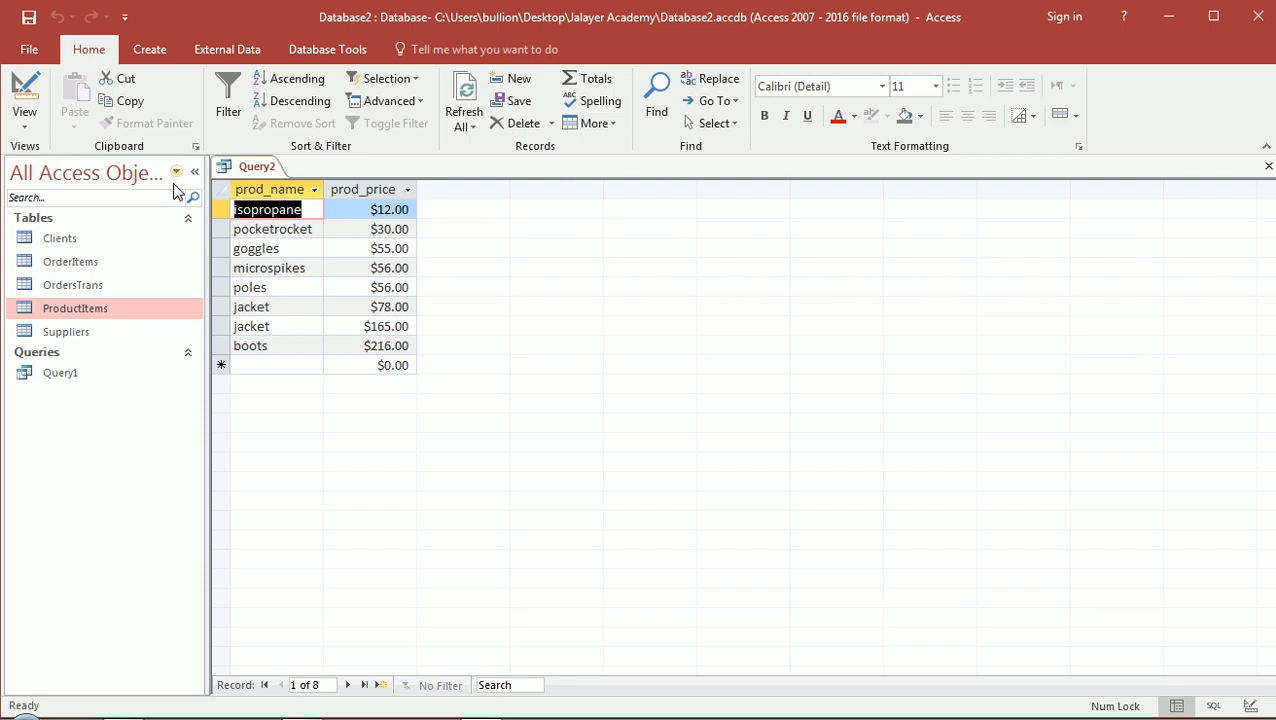 Database2 : Database- C:\Users\bullion\Desktop\Jalayer Academy\Database2.accdb (Access 2007 - 2016 file format) - Access
Sign in ?
File Home Create External Data Database Tools Tell me what you want to do
View
Views
Paste
Cut
Copy
Format Painter
Clipboard
Filter
Ascending
Descending
Remove Sort
Selection
Advanced
Toggle Filter
Sort & Filter
Refresh
All
New
Save
Delete
Totals
Spelling
More
Records
Find
Replace
Go To
Select
Find
Calibri (Detail) 11
B I U A
Text Formatting
All Access Obje...
Search...
Tables
Clients
OrderItems
OrdersTrans
ProductItems
Suppliers
Queries
Query1
Query2
prod_name prod_price
isopropane $12.00
pocketrocket $30.00
goggles $55.00
microspikes $56.00
poles $56.00
jacket $78.00
jacket $165.00
boots $216.00
$0.00
Record: 1 of 8 No Filter Search
Ready
Num Lock
SQL